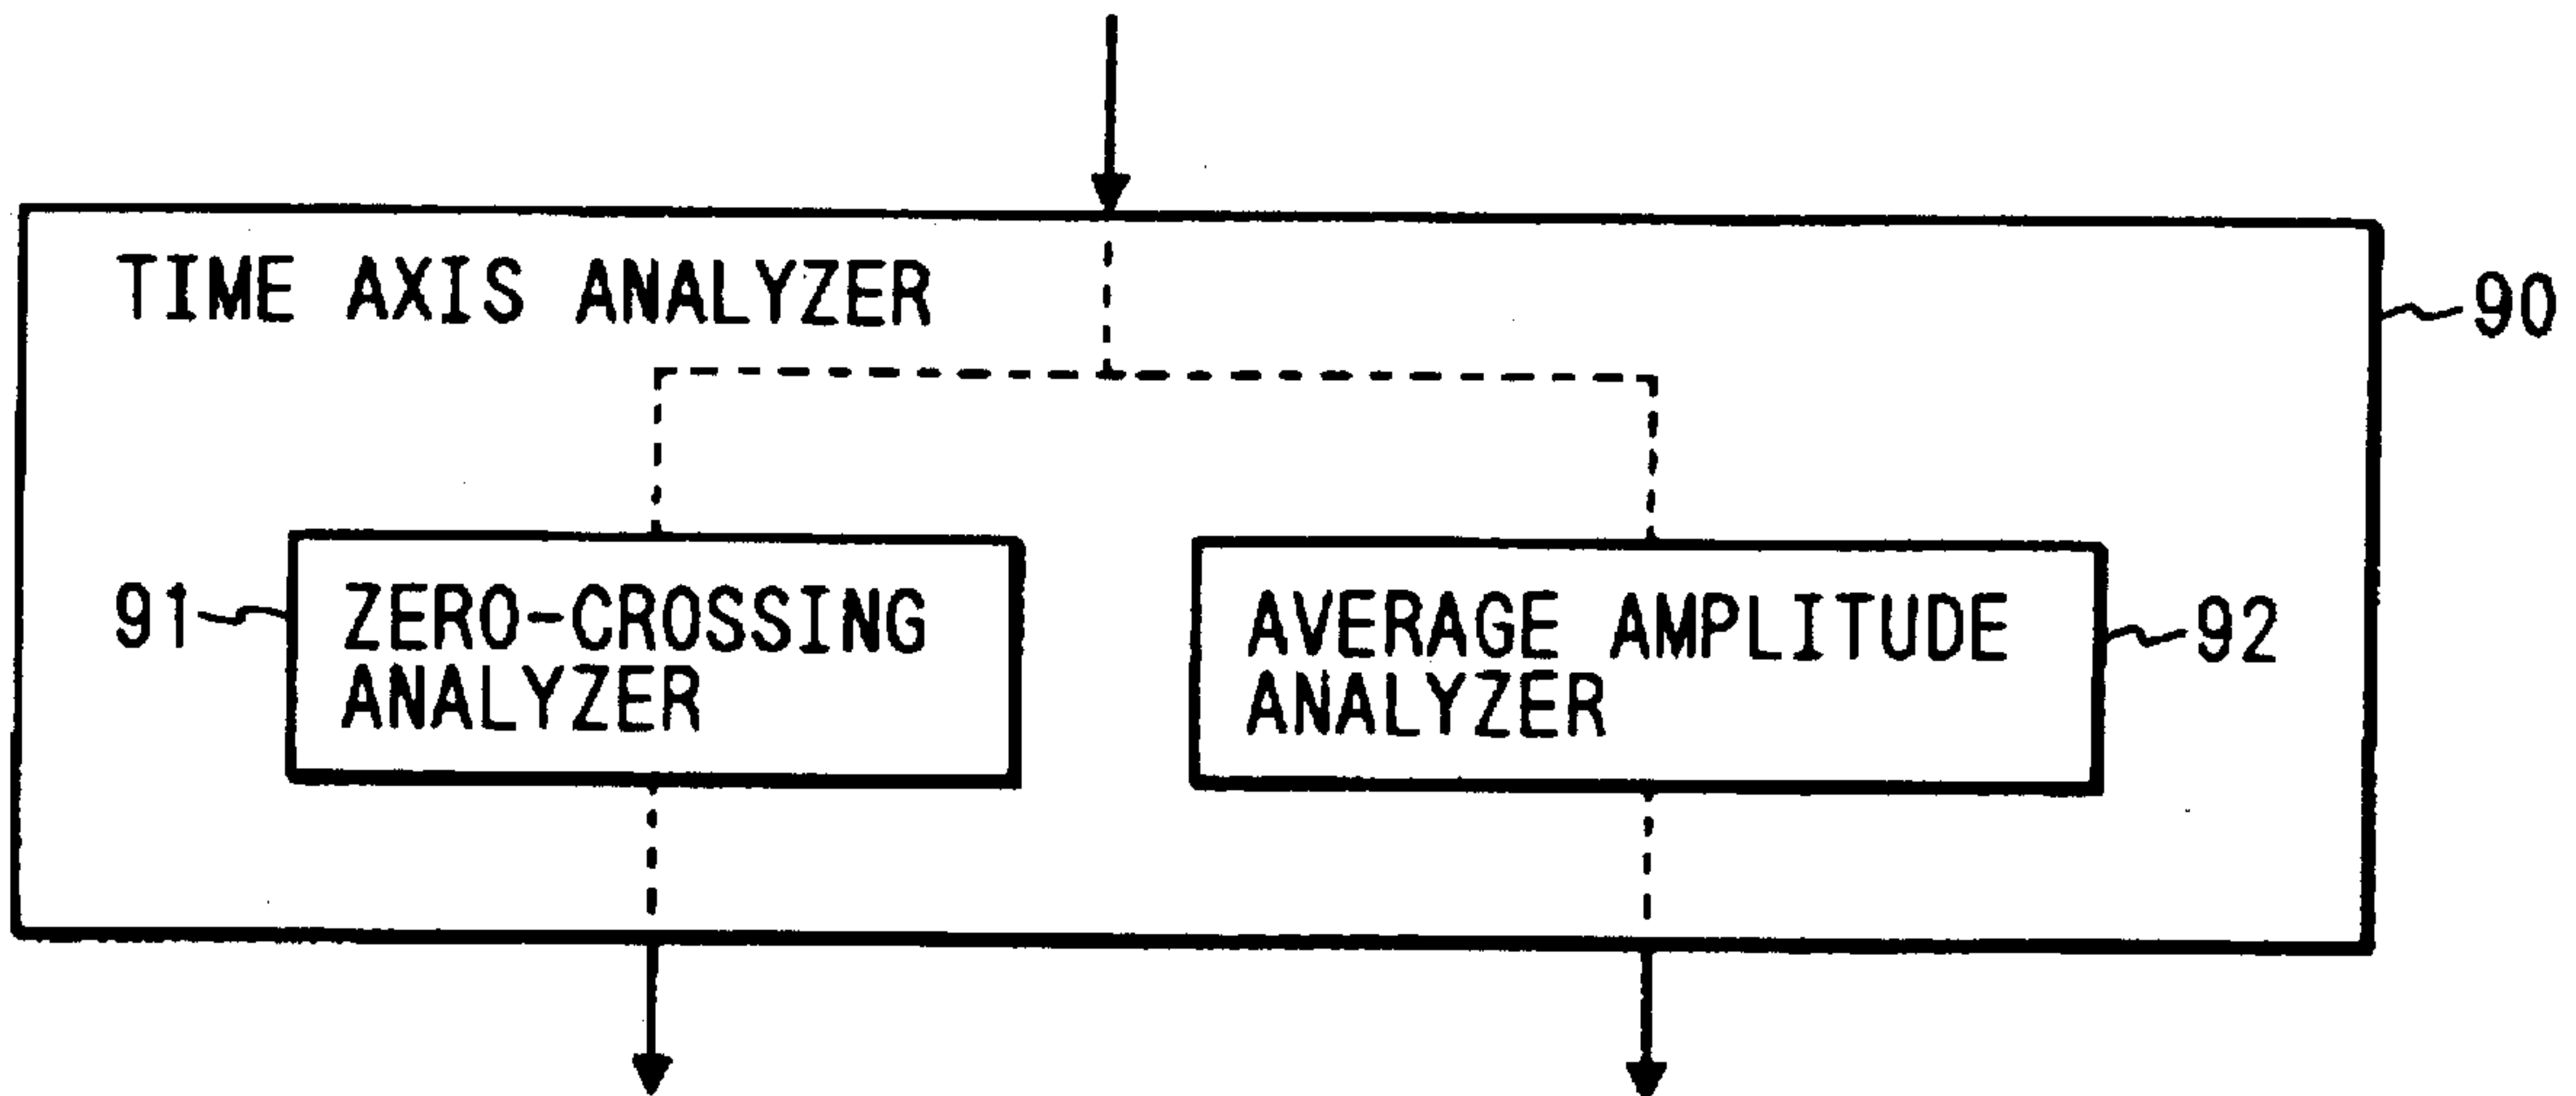 TIME AXIS ANALYZER
90
91
ZERO-CROSSING
ANALYZER
AVERAGE AMPLITUDE
ANALYZER
92